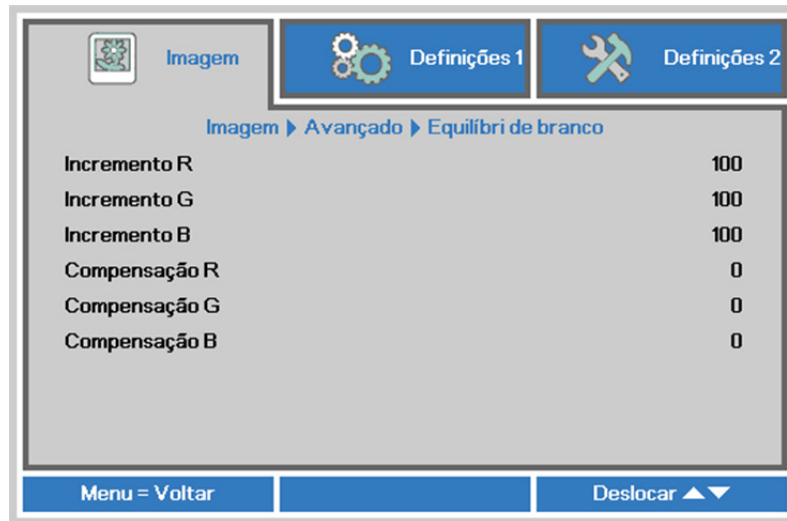 Imagem Definições 1 Definições 2
Imagem Avançado Equilíbri de branco
Incremento R 100
Incremento G 100
Incremento B 100
Compensação R 0
Compensação G 0
Compensação B 0
Menu = Voltar Deslocar